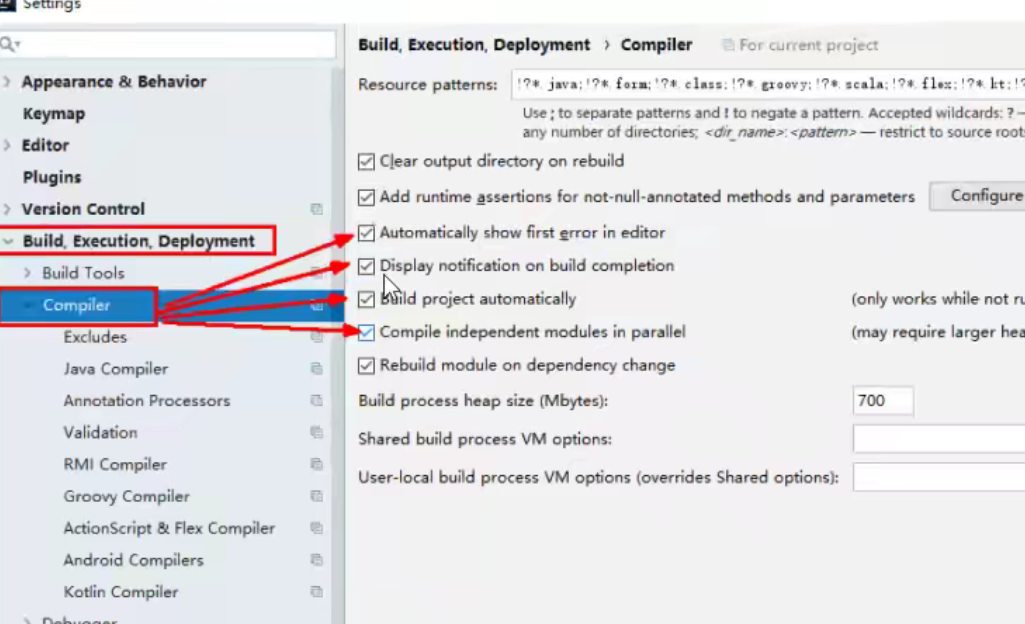 Settings
Build, Execution, Deployment › Compiler
For current project
Appearance & Behavior
Keymap
Editor
Plugins
Version Control
Build, Execution, Deployment
Build Tools
Compiler
Excludes
Java Compiler
Annotation Processors
Validation
RMI Compiler
Groovy Compiler
ActionScript & Flex Compiler
Android Compilers
Kotlin Compiler
Debugger
Resource patterns: !?*.java;!?*.form;!?*.class;!?*.groovy;!?*.scala;!?*.flex;!?*.kt;!?
Use ; to separate patterns and ! to negate a pattern. Accepted wildcards: ? —
any number of directories; <dir_name>:<pattern> — restrict to source roots
Clear output directory on rebuild
Add runtime assertions for not-null-annotated methods and parameters Configure
Automatically show first error in editor
Display notification on build completion
Build project automatically (only works while not ru
Compile independent modules in parallel (may require larger hea
Rebuild module on dependency change
Build process heap size (Mbytes): 700
Shared build process VM options:
User-local build process VM options (overrides Shared options):